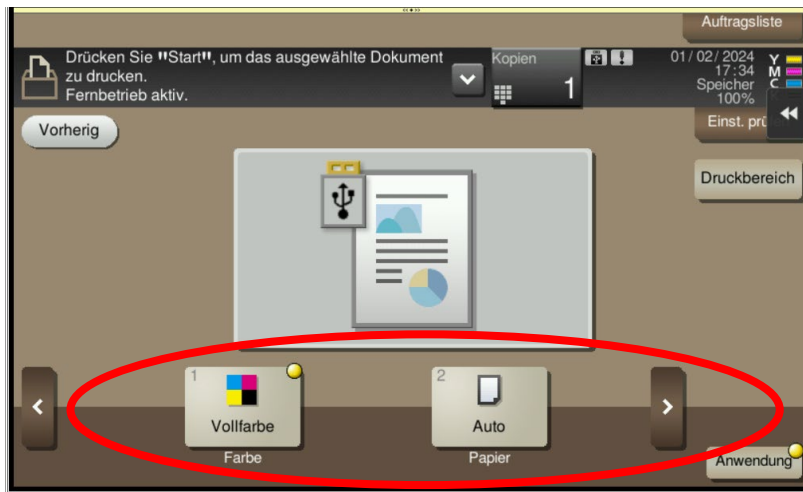 Auftragsliste
Drücken Sie "Start", um das ausgewählte Dokument
zu drucken.
Fernbetrieb aktiv.
Kopien
1
01/02/2024
17:34
Speicher
100%
Y
M
C
Vorherig
Einst. prü
Druckbereich
1
Vollfarbe
Farbe
2
Auto
Papier
Anwendung